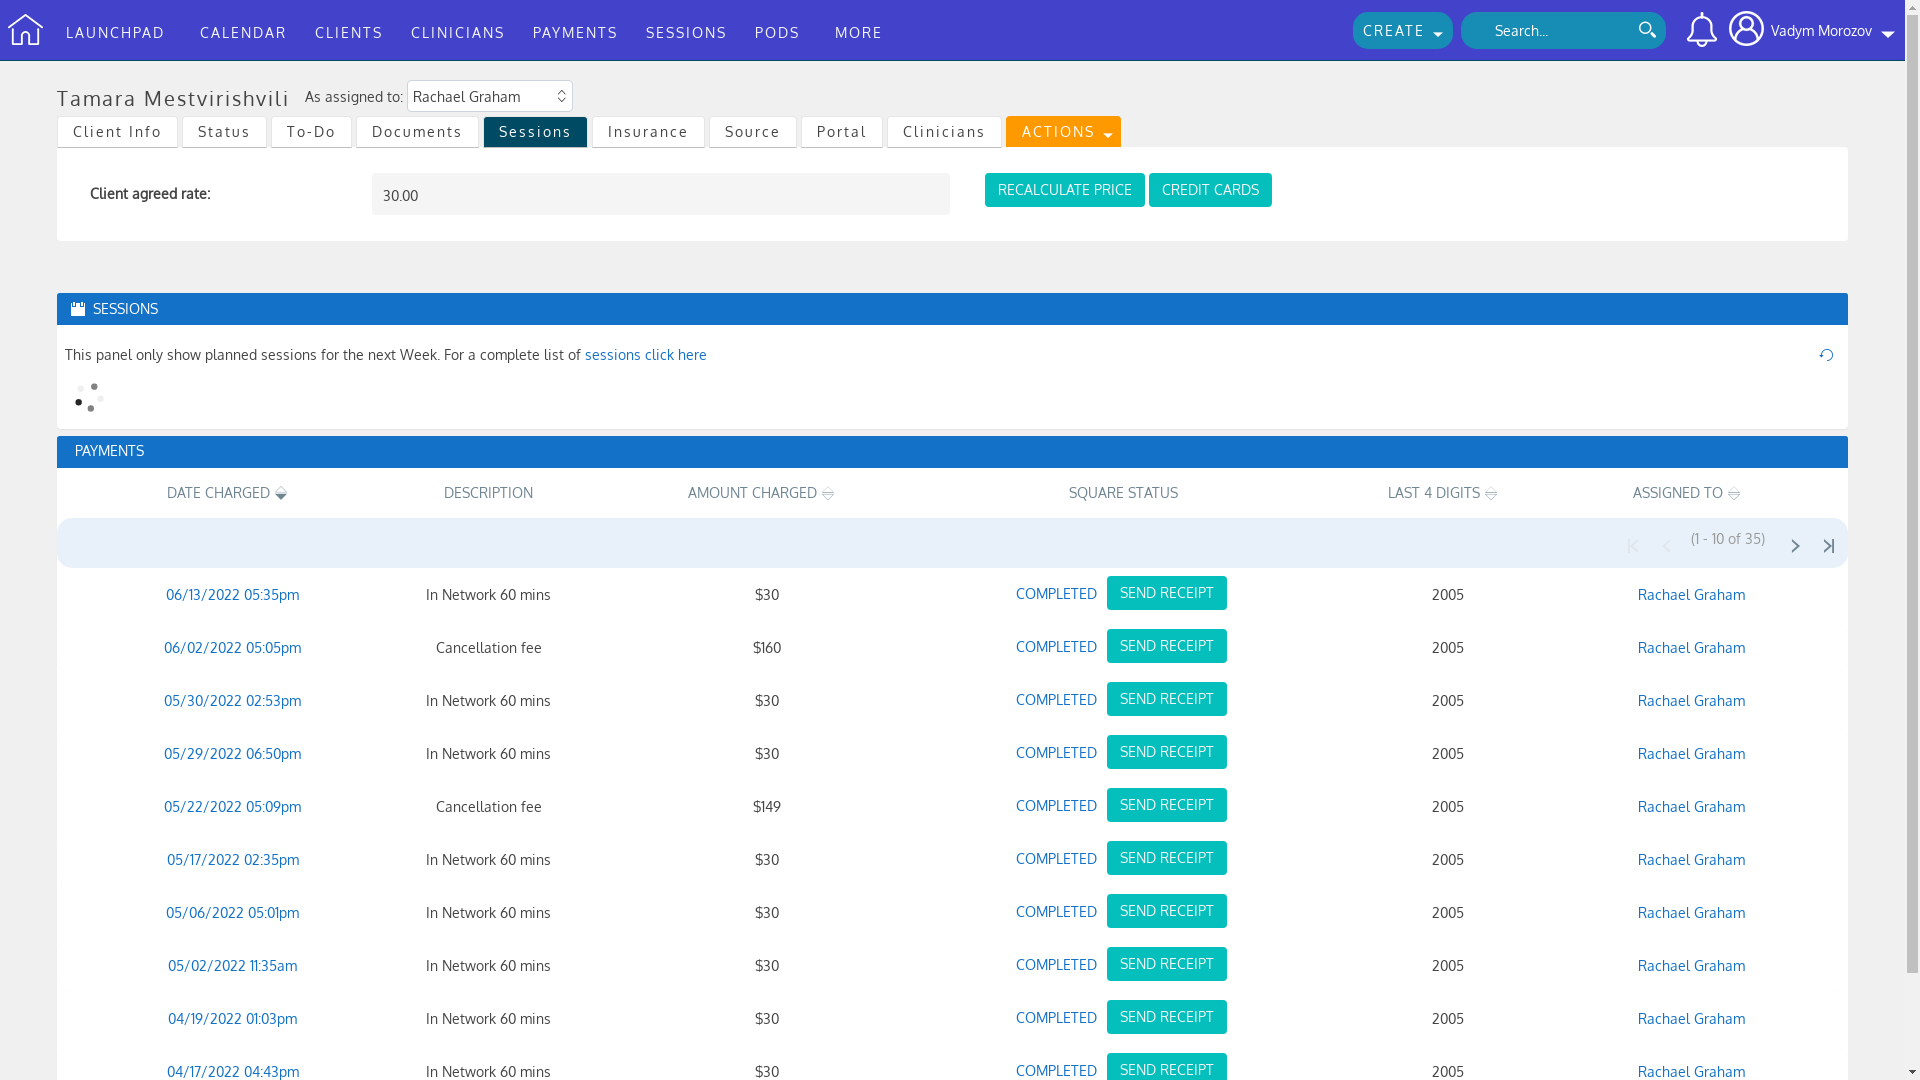 LAUNCHPAD CALENDAR CLIENTS CLINICIANS PAYMENTS SESSIONS PODS MORE CREATE Search... Vadym Morozov
Tamara Mestvirishvili As assigned to: Rachael Graham
Client Info Status To-Do Documents Sessions Insurance Source Portal Clinicians ACTIONS
Client agreed rate: 30.00 RECALCULATE PRICE CREDIT CARDS
SESSIONS
This panel only show planned sessions for the next Week. For a complete list of sessions click here
PAYMENTS
DATE CHARGED DESCRIPTION AMOUNT CHARGED SQUARE STATUS LAST 4 DIGITS ASSIGNED TO
(1 - 10 of 35)
06/13/2022 05:35pm In Network 60 mins $30 COMPLETED SEND RECEIPT 2005 Rachael Graham
06/02/2022 05:05pm Cancellation fee $160 COMPLETED SEND RECEIPT 2005 Rachael Graham
05/30/2022 02:53pm In Network 60 mins $30 COMPLETED SEND RECEIPT 2005 Rachael Graham
05/29/2022 06:50pm In Network 60 mins $30 COMPLETED SEND RECEIPT 2005 Rachael Graham
05/22/2022 05:09pm Cancellation fee $149 COMPLETED SEND RECEIPT 2005 Rachael Graham
05/17/2022 02:35pm In Network 60 mins $30 COMPLETED SEND RECEIPT 2005 Rachael Graham
05/06/2022 05:01pm In Network 60 mins $30 COMPLETED SEND RECEIPT 2005 Rachael Graham
05/02/2022 11:35am In Network 60 mins $30 COMPLETED SEND RECEIPT 2005 Rachael Graham
04/19/2022 01:03pm In Network 60 mins $30 COMPLETED SEND RECEIPT 2005 Rachael Graham
04/17/2022 04:43pm In Network 60 mins $30 COMPLETED SEND RECEIPT 2005 Rachael Graham